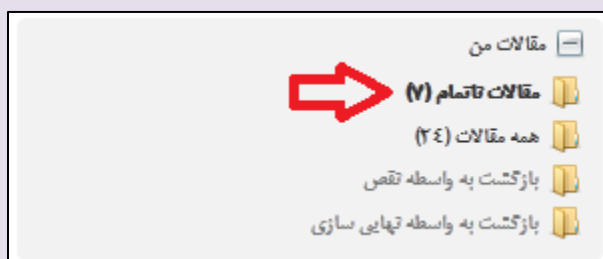 مقالات من
مقالات ناتمام (۷)
همه مقالات (۲٤)
بازگشت به واسطه نقص
بازگشت به واسطه نهایی سازی